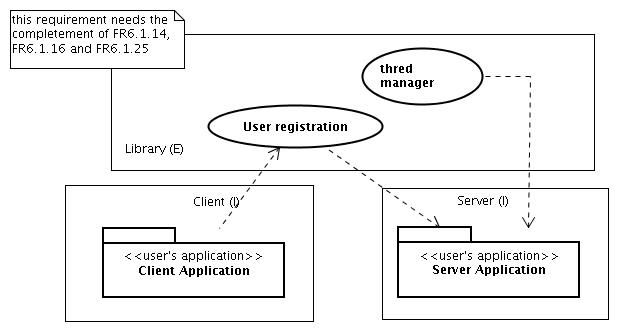 this requirement needs the
completement of FR6.1.14,
FR6.1.16 and FR6.1.25
thred
manager
User registration
Library (E)
Client (I)
Server (I)
<<user's application>>
Client Application
<<user's application>>
Server Application